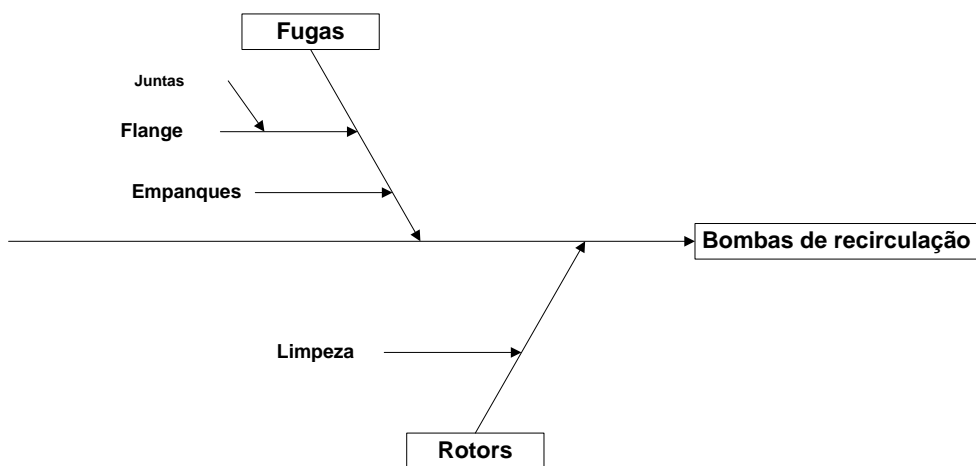 Fugas
Juntas
Flange
Empanques
Bombas de recirculação
Limpeza
Rotors